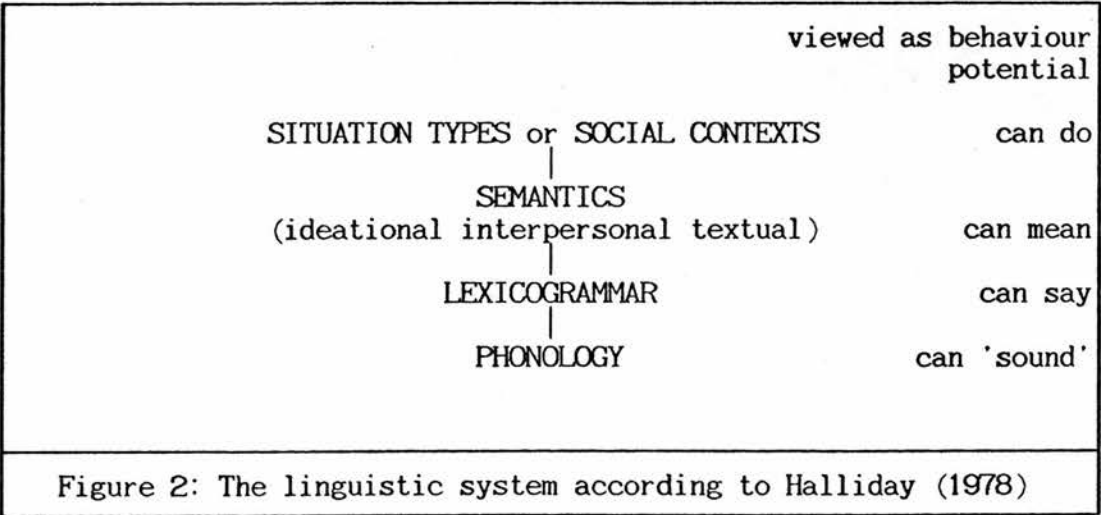 viewed as behaviour
potential
SITUATION TYPES or SOCIAL CONTEXTS can do
SEMANTICS
(ideational interpersonal textual) can mean
LEXICOGRAMMAR can say
PHONOLOGY can 'sound'
Figure 2: The linguistic system according to Halliday (1978)